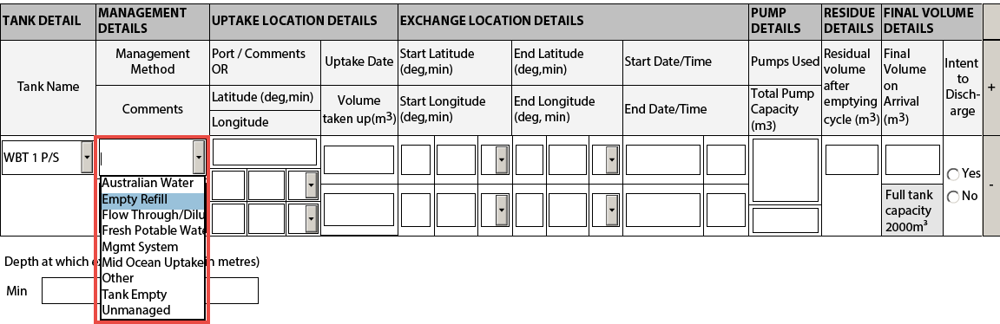 TANK DETAIL
MANAGEMENT
DETAILS
UPTAKE LOCATION DETAILS
EXCHANGE LOCATION DETAILS
PUMP
DETAILS
RESIDUE
DETAILS
FINAL VOLUME
DETAILS
Tank Name
Management
Method
Comments
Port / Comments
OR
Latitude (deg,min)
Longitude
Uptake Date
Volume
taken up(m³)
Start Latitude
(deg,min)
Start Longitude
(deg,min)
End Latitude
(deg,min)
End Longitude
(deg, min)
Start Date/Time
End Date/Time
Pumps Used
Total Pump
Capacity
(m3)
Residual
volume
after
emptying
cycle (m³)
Final
Volume
on
Arrival
(m³)
Intent
to
Disch-
arge
+
WBT 1 P/S
Australian Water
Empty Refill
Flow Through/Dilu
Fresh Potable Wate
Mgmt System
Mid Ocean Uptake
Other
Tank Empty
Unmanaged
Full tank
capacity
2000m³
Yes
No
-
Depth at which e
n metres)
Min